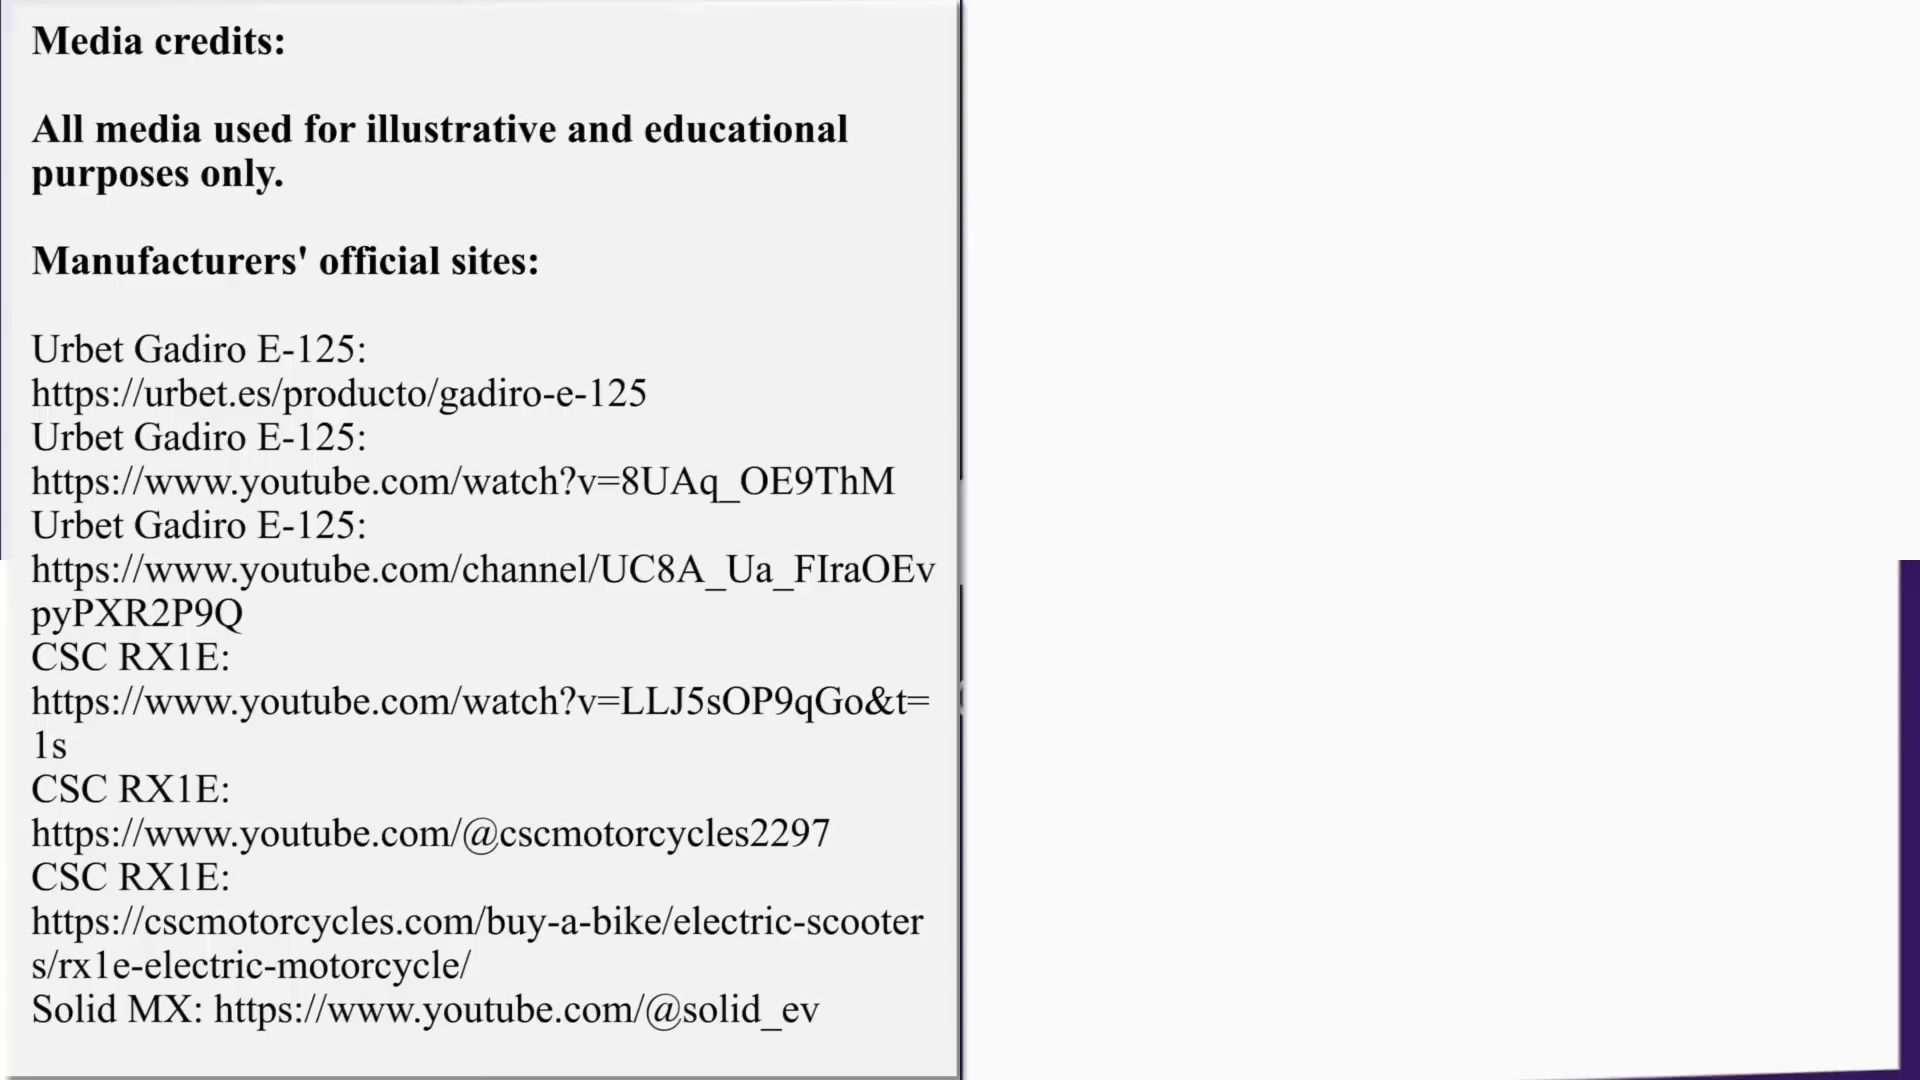 Media credits:
All media used for illustrative and educational
purposes only.
Manufacturers' official sites:
Urbet Gadiro E-125:
https://urbet.es/producto/gadiro-e-125
Urbet Gadiro E-125:
https://www.youtube.com/watch?v=8UAq_OE9ThM
Urbet Gadiro E-125:
https://www.youtube.com/channel/UC8A_Ua_FIraOEv
pyPXR2P9Q
CSC RX1E:
https://www.youtube.com/watch?v=LLJ5sOP9qGo&t=
1s
CSC RX1E:
https://www.youtube.com/@cscmotorcycles2297
CSC RX1E:
https://cscmotorcycles.com/buy-a-bike/electric-scooter
s/rx1e-electric-motorcycle/
Solid MX: https://www.youtube.com/@solid_ev